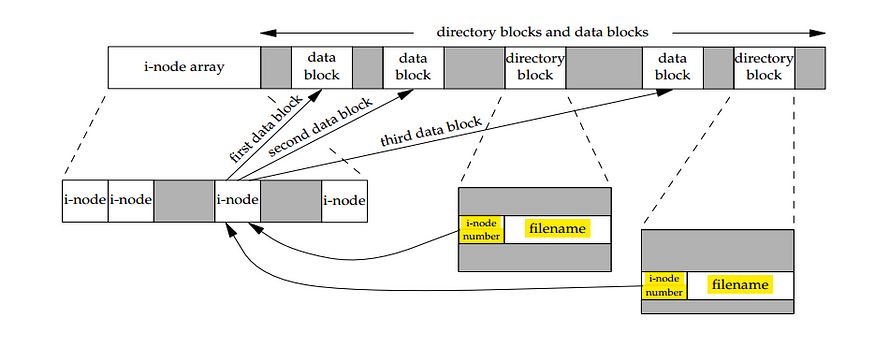 directory blocks and data blocks
i-node array
data
block
data
block
directory
block
data
block
directory
block
first data block
second data block
third data block
i-node
i-node
i-node
i-node
i-node
number
filename
i-node
number
filename